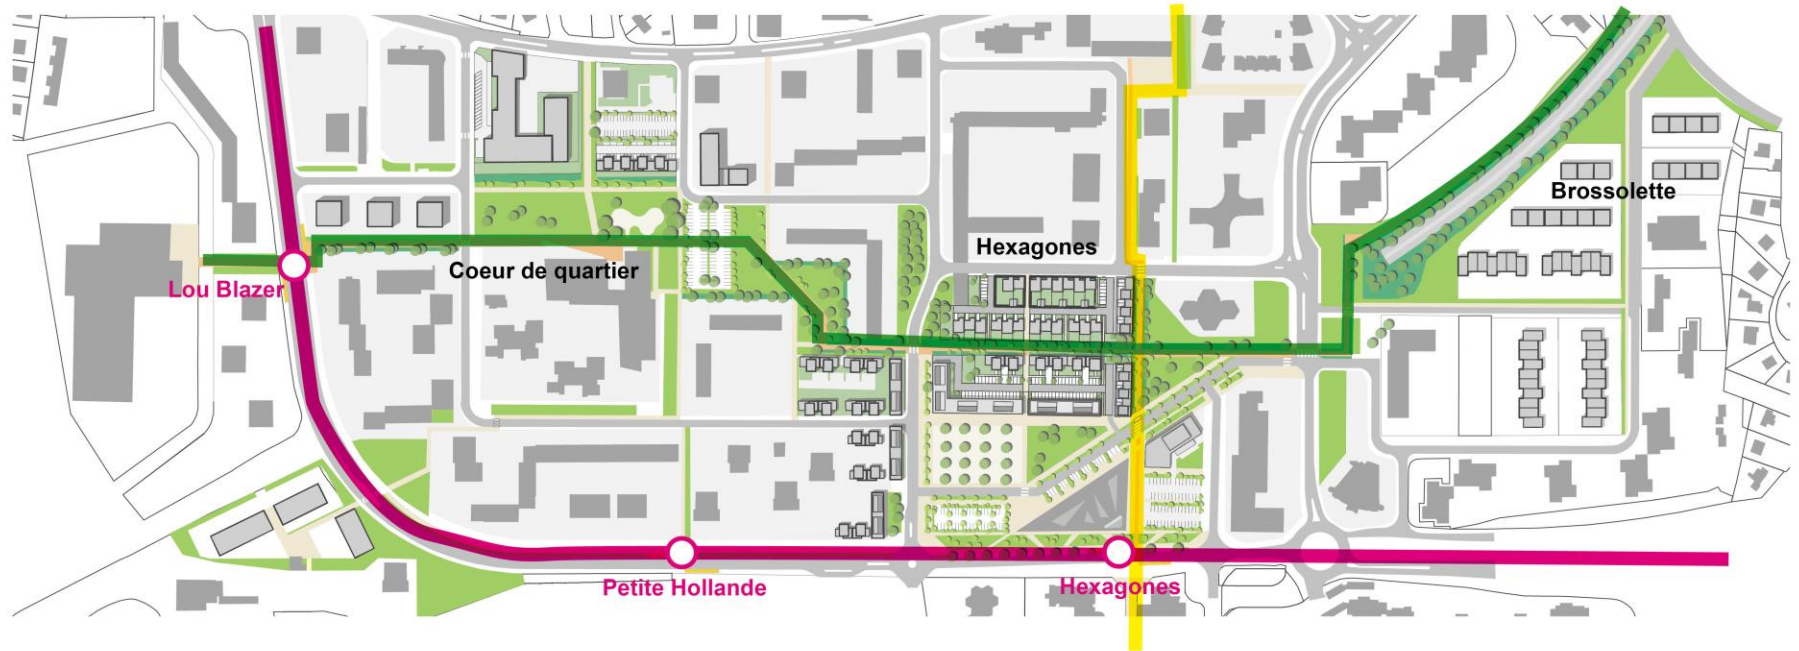 Brossolette
Hexagones
Coeur de quartier
Lou Blazer
Petite Hollande
Hexagones